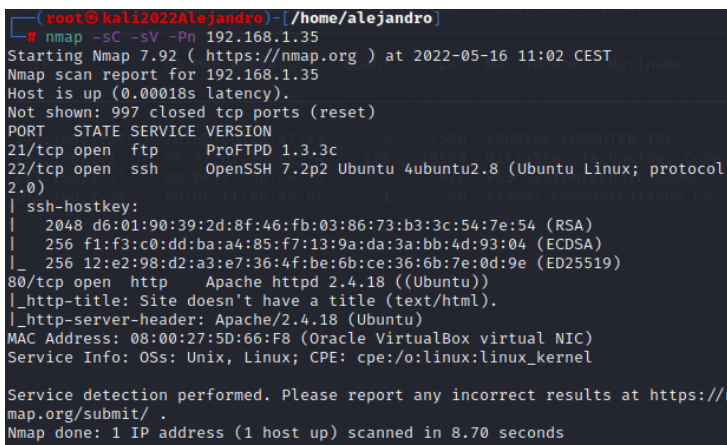 (root㉿kali2022Alejandro)-[/home/alejandro]
# nmap -sC -sV -Pn 192.168.1.35
Starting Nmap 7.92 ( https://nmap.org ) at 2022-05-16 11:02 CEST
Nmap scan report for 192.168.1.35
Host is up (0.00018s latency).
Not shown: 997 closed tcp ports (reset)
PORT   STATE SERVICE VERSION
21/tcp open  ftp     ProFTPD 1.3.3c
22/tcp open  ssh     OpenSSH 7.2p2 Ubuntu 4ubuntu2.8 (Ubuntu Linux; protocol
2.0)
| ssh-hostkey:
|   2048 d6:01:90:39:2d:8f:46:fb:03:86:73:b3:3c:54:7e:54 (RSA)
|   256 f1:f3:c0:dd:ba:a4:85:f7:13:9a:da:3a:bb:4d:93:04 (ECDSA)
|_  256 12:e2:98:d2:a3:e7:36:4f:be:6b:ce:36:6b:7e:0d:9e (ED25519)
80/tcp open  http    Apache httpd 2.4.18 ((Ubuntu))
|_http-title: Site doesn't have a title (text/html).
|_http-server-header: Apache/2.4.18 (Ubuntu)
MAC Address: 08:00:27:5D:66:F8 (Oracle VirtualBox virtual NIC)
Service Info: OSs: Unix, Linux; CPE: cpe:/o:linux:linux_kernel
Service detection performed. Please report any incorrect results at https://
map.org/submit/ .
Nmap done: 1 IP address (1 host up) scanned in 8.70 seconds